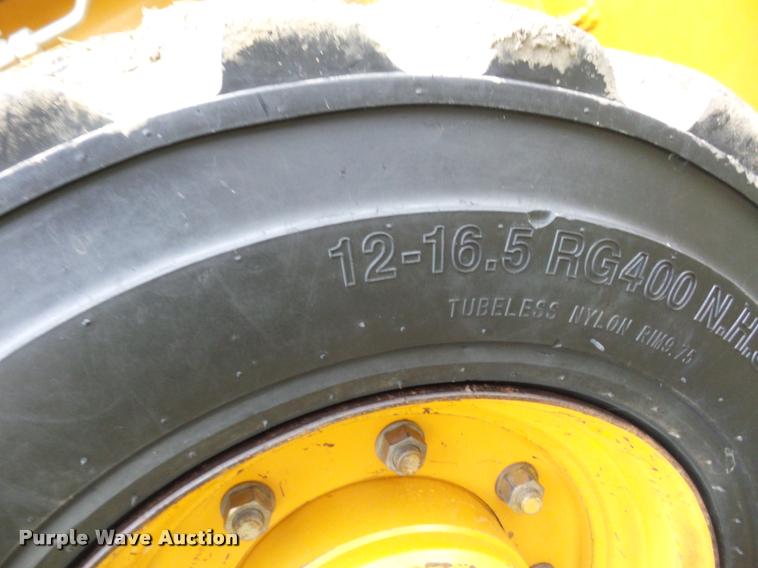 12-16.5 RG400 N.H.S
TUBELESS NYLON RIM9.75
Purple Wave Auction